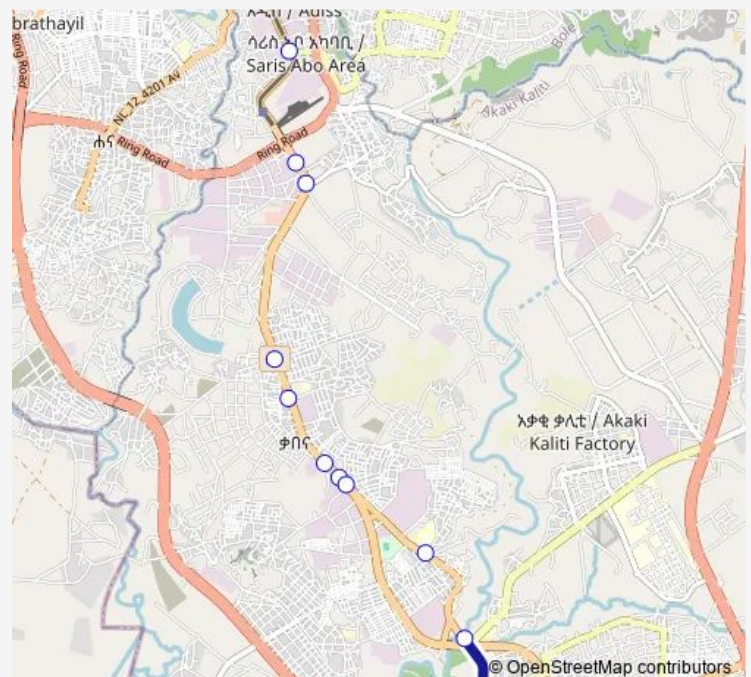 brathayil
ሳሪስ አቦ አካባቢ /
Saris Abo Area
Ring Road
NL_12_4201 Av
Bole
Akaki Kaliti
ሐና
Ring Road
Ring Road
አቃቂ ቃሊቲ / Akaki
Kaliti Factory
ቃበና
© OpenStreetMap contributors